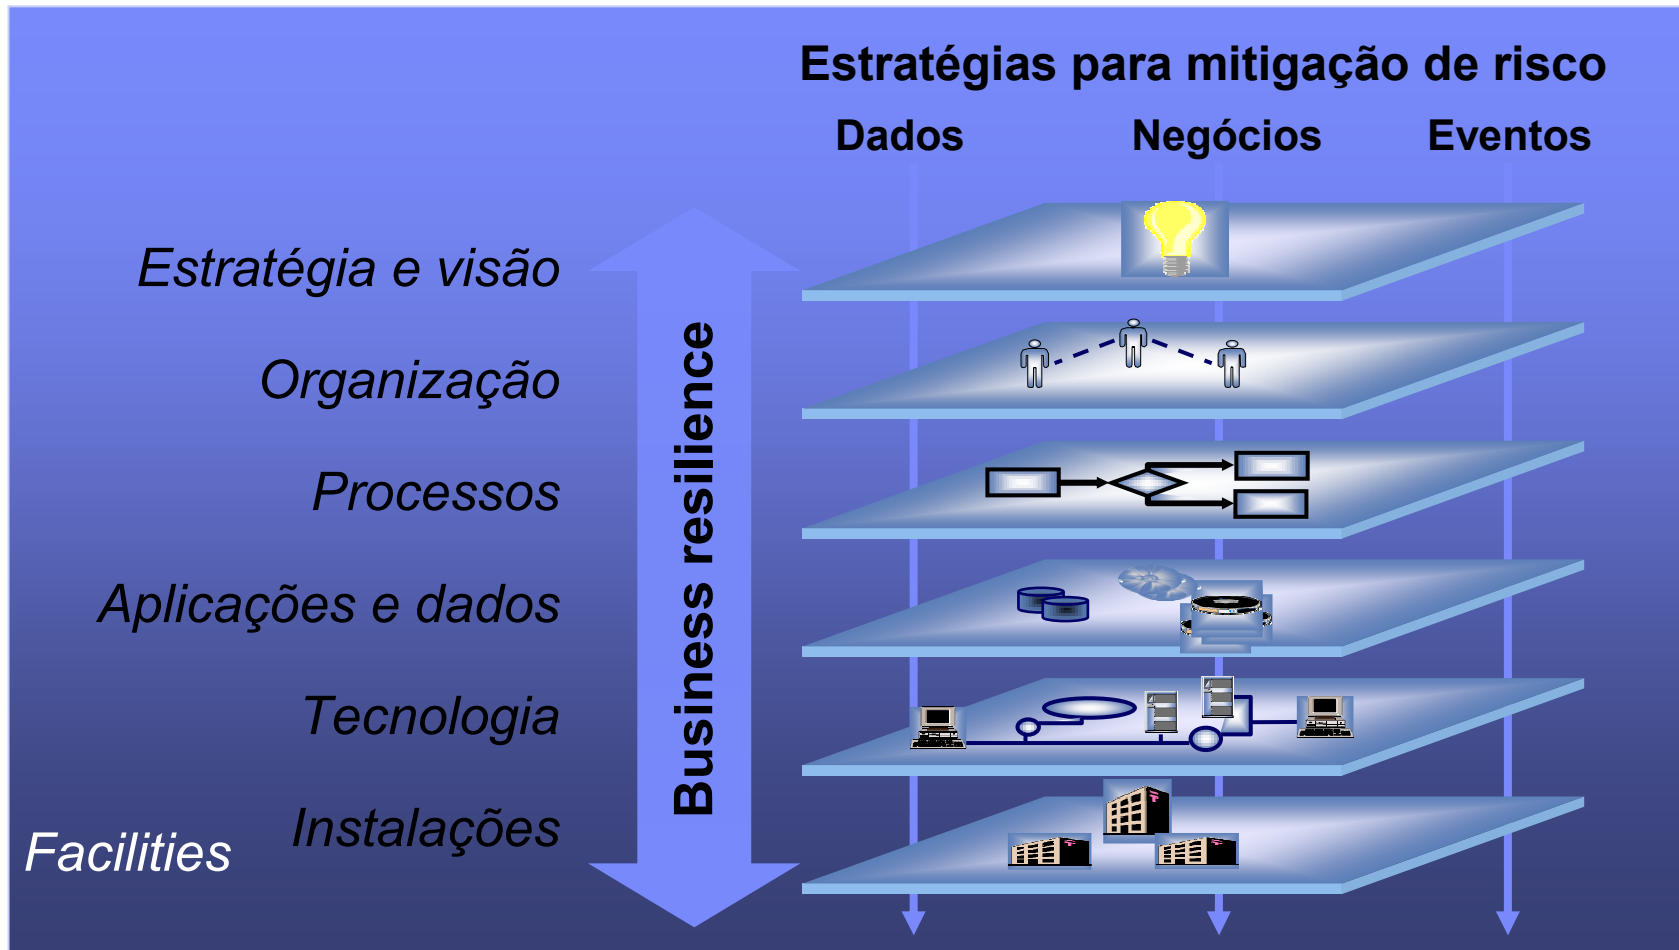 Estratégias para mitigação de risco
Dados Negócios Eventos
Estratégia e visão
Organização
Processos
Aplicações e dados
Tecnologia
Instalações
Facilities
Business resilience